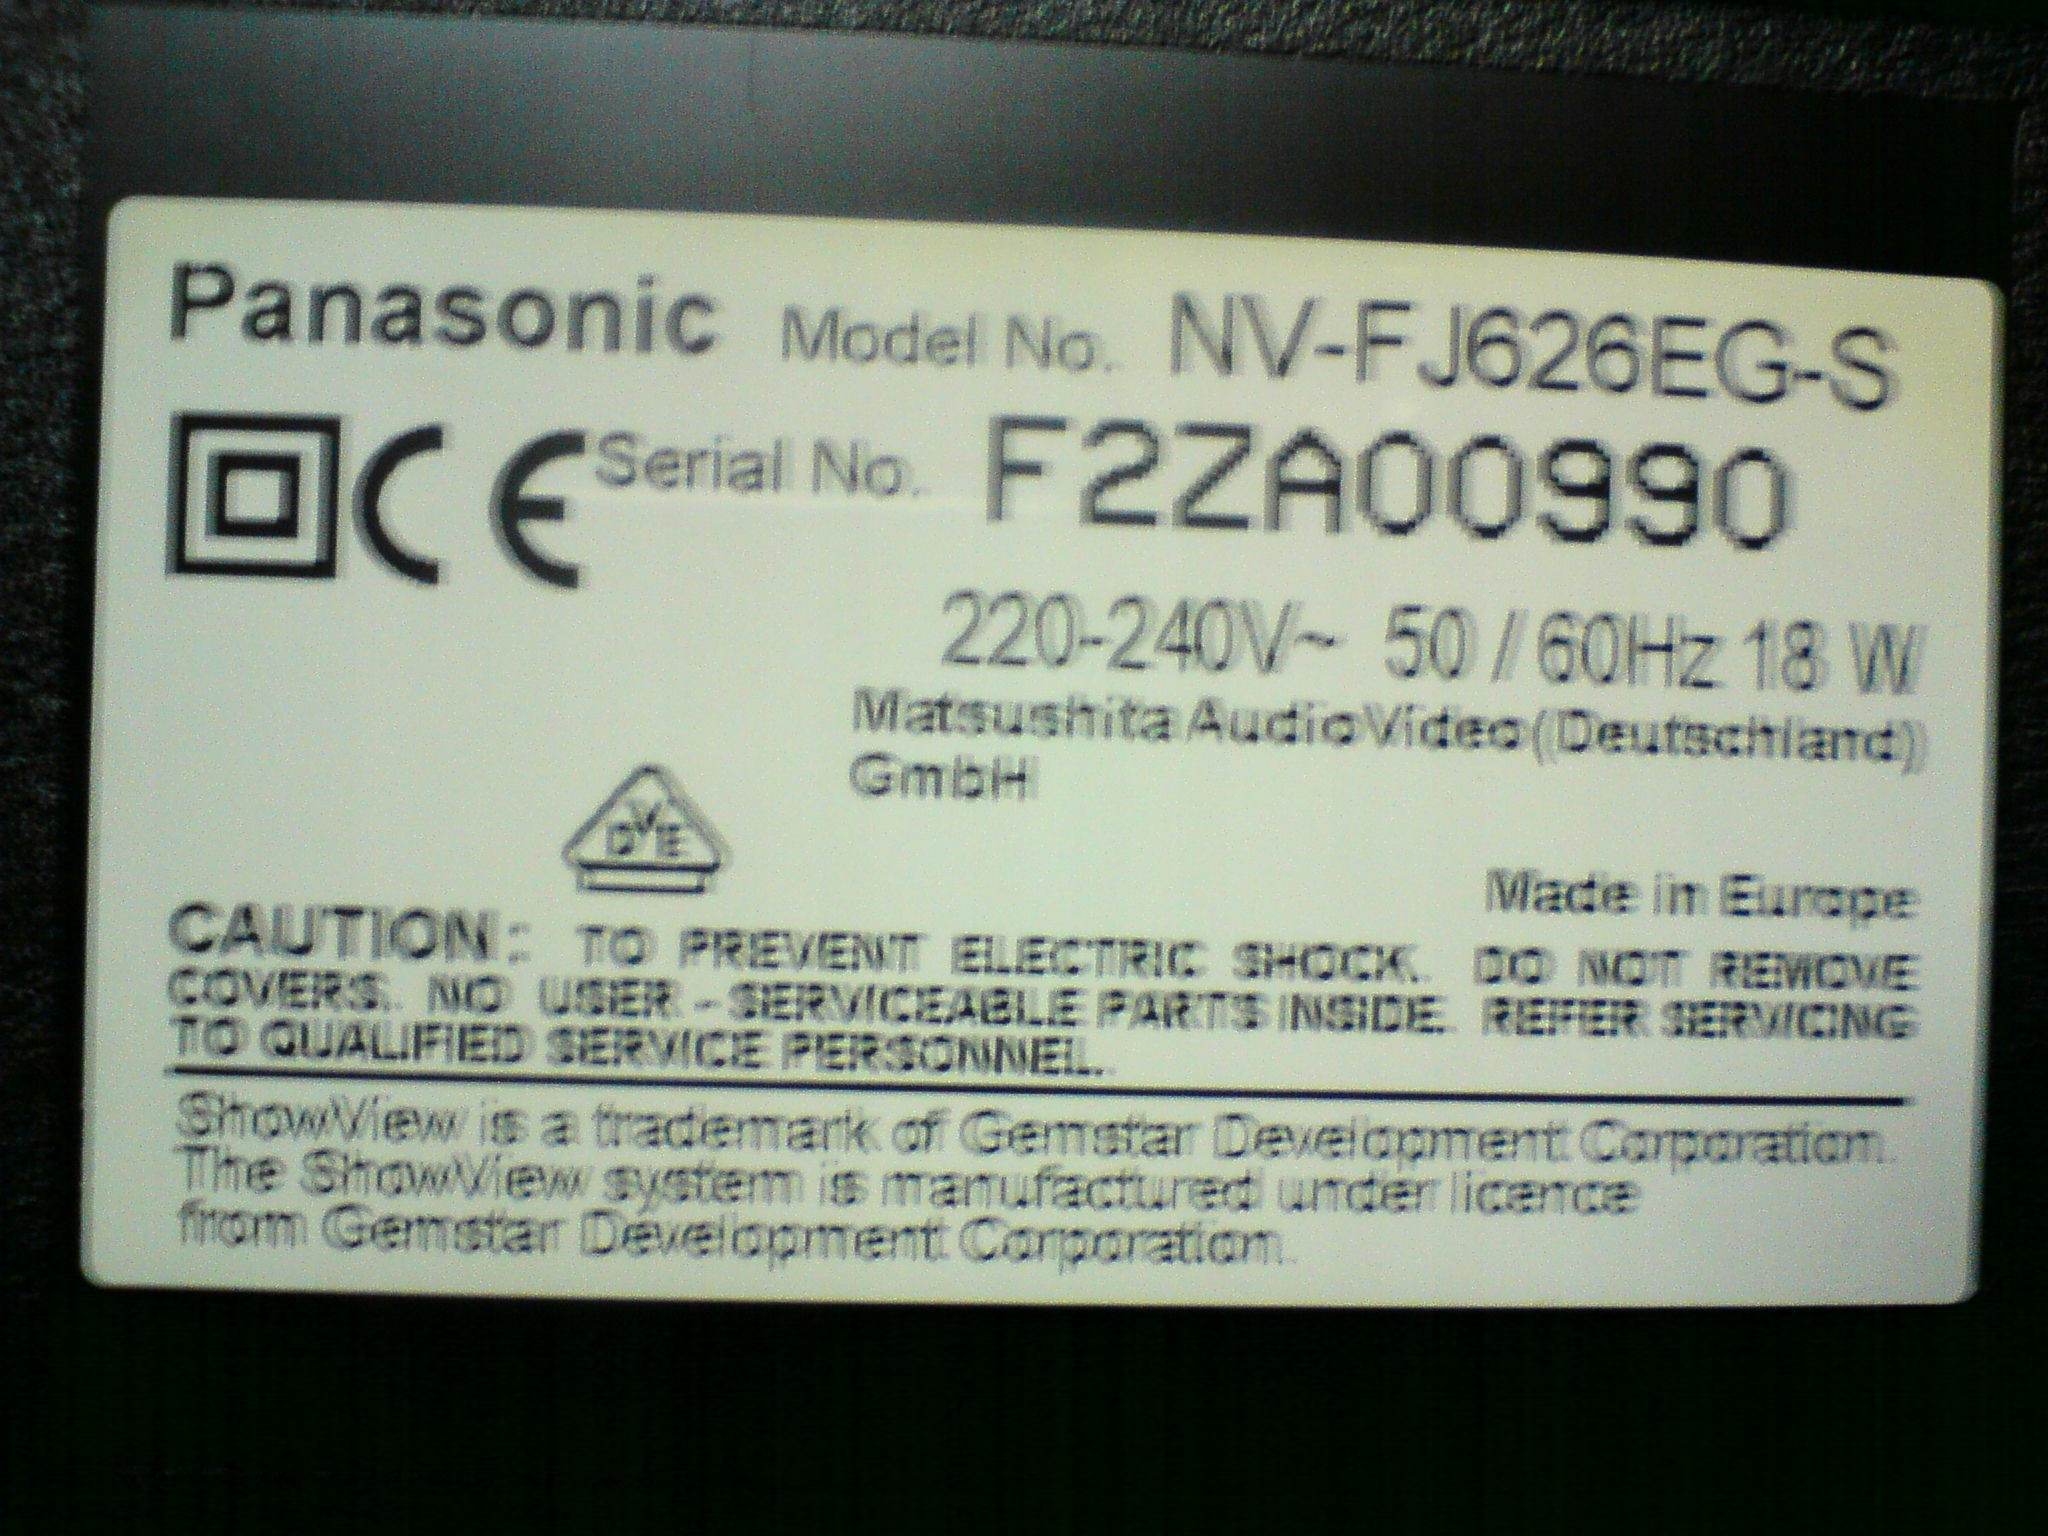 Panasonic Model No. NV-FJ626EG-S
CE Serial No. F2ZA00990
220-240V~ 50 / 60Hz 18 W
Matsushita Audio Video (Deutschland)
GmbH
DVE
Made in Europe
CAUTION: TO PREVENT ELECTRIC SHOCK. DO NOT REMOVE
COVERS. NO USER - SERVICEABLE PARTS INSIDE. REFER SERVICING
TO QUALIFIED SERVICE PERSONNEL.
ShowView is a trademark of Gemstar Development Corporation.
The ShowView system is manufactured under licence
from Gemstar Development Corporation.